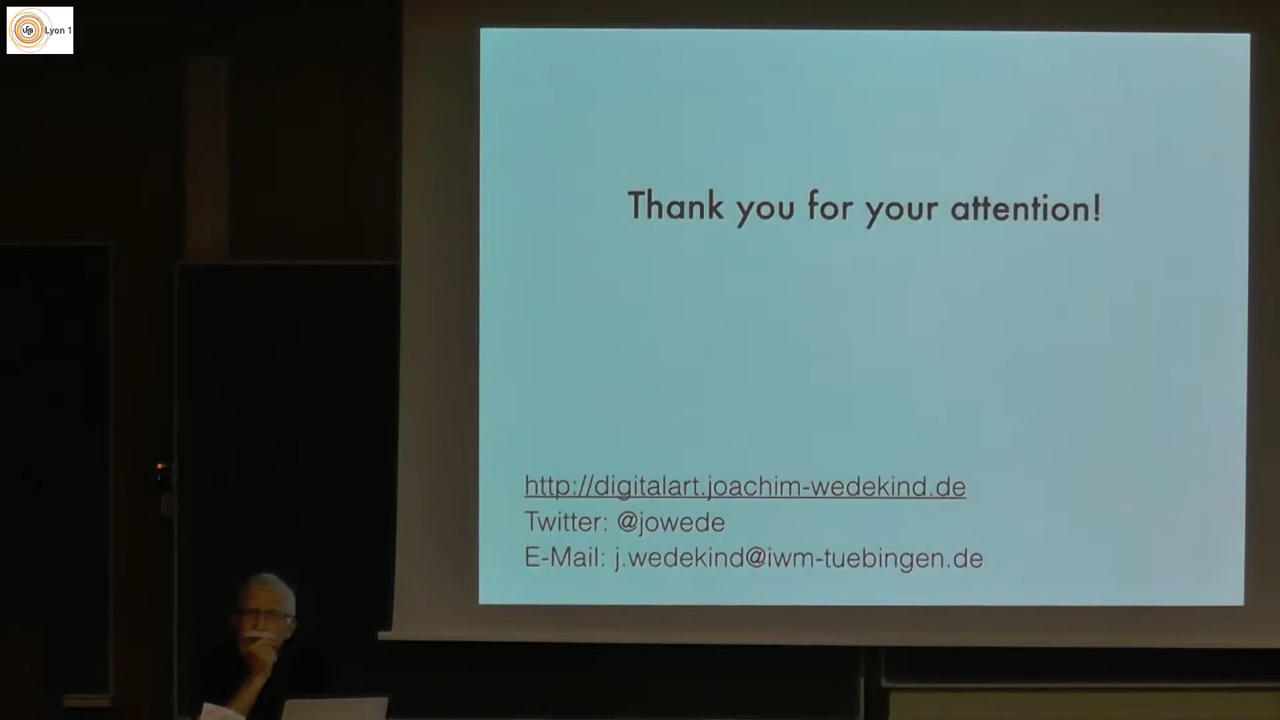 Lyon 1
Thank you for your attention!
http://digitalart.joachim-wedekind.de
Twitter: @jowede
E-Mail: j.wedekind@iwm-tuebingen.de